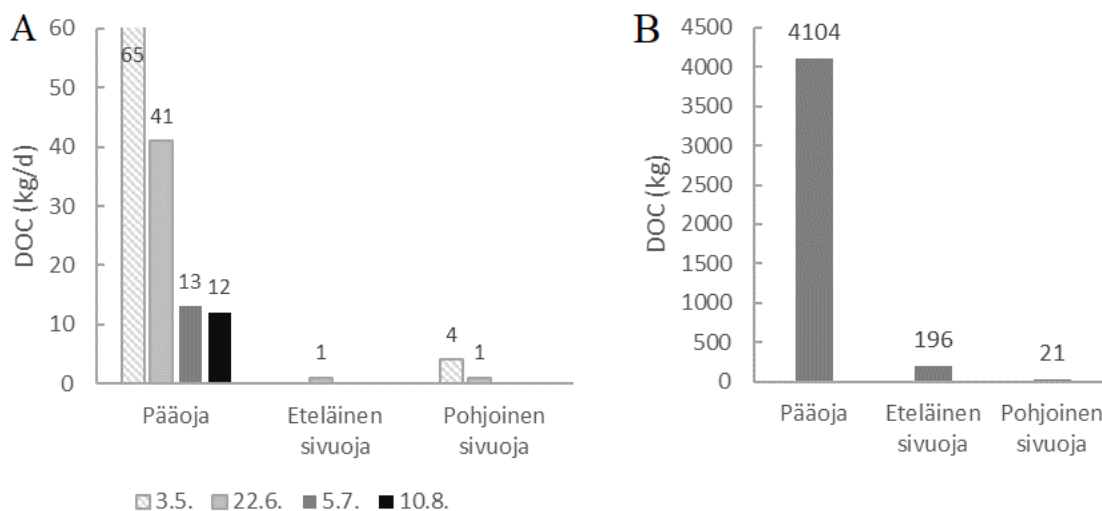 A
DOC (kg/d)
60
50
40
30
20
10
0
65
41
13
12
1
4
1
Pääoja
Eteläinen
sivuoja
Pohjoinen
sivuoja
3.5.
22.6.
5.7.
10.8.
B
DOC (kg)
4500
4000
3500
3000
2500
2000
1500
1000
500
0
4104
196
21
Pääoja
Eteläinen
sivuoja
Pohjoinen
sivuoja